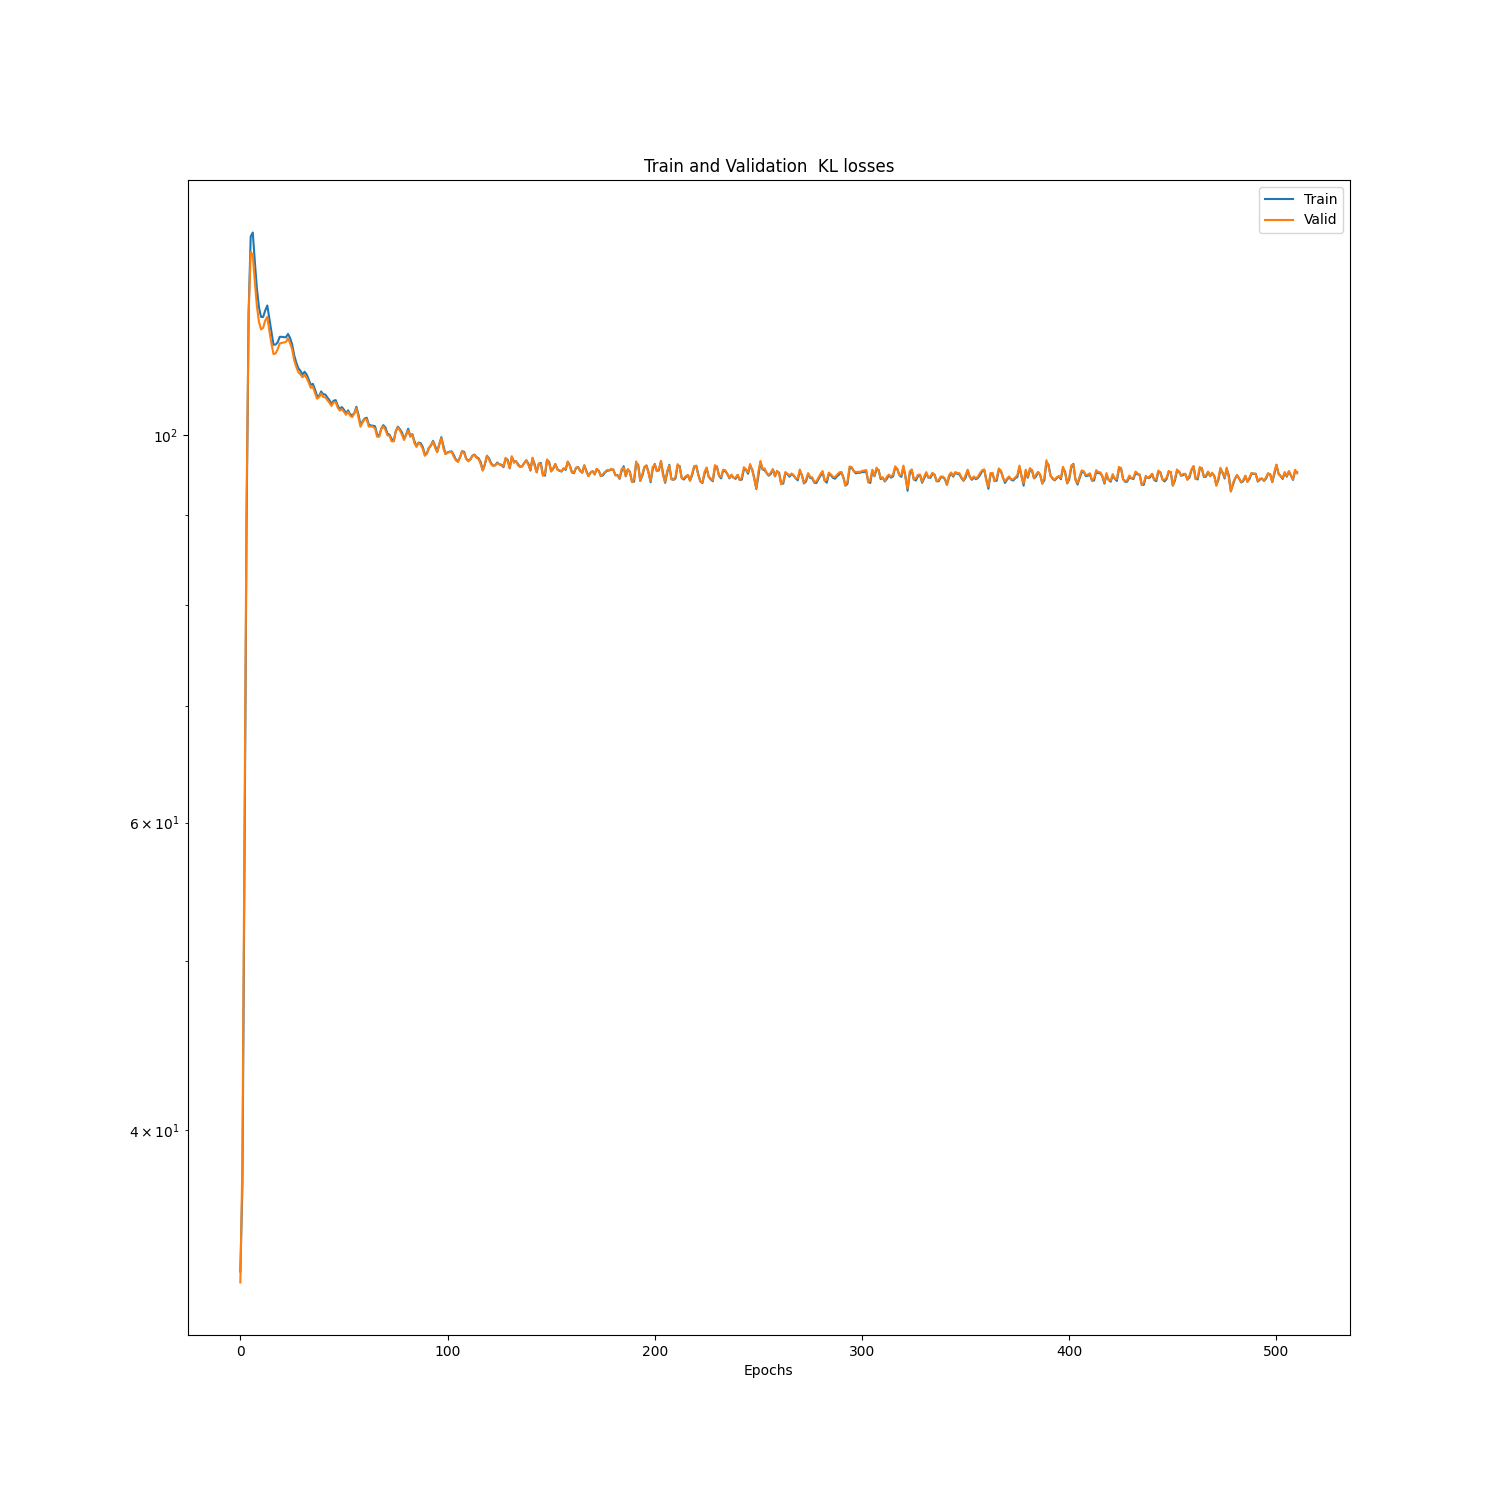 Train and Validation  KL losses
Train
Valid
10²
6 × 10¹
4 × 10¹
0 100 200 300 400 500
Epochs